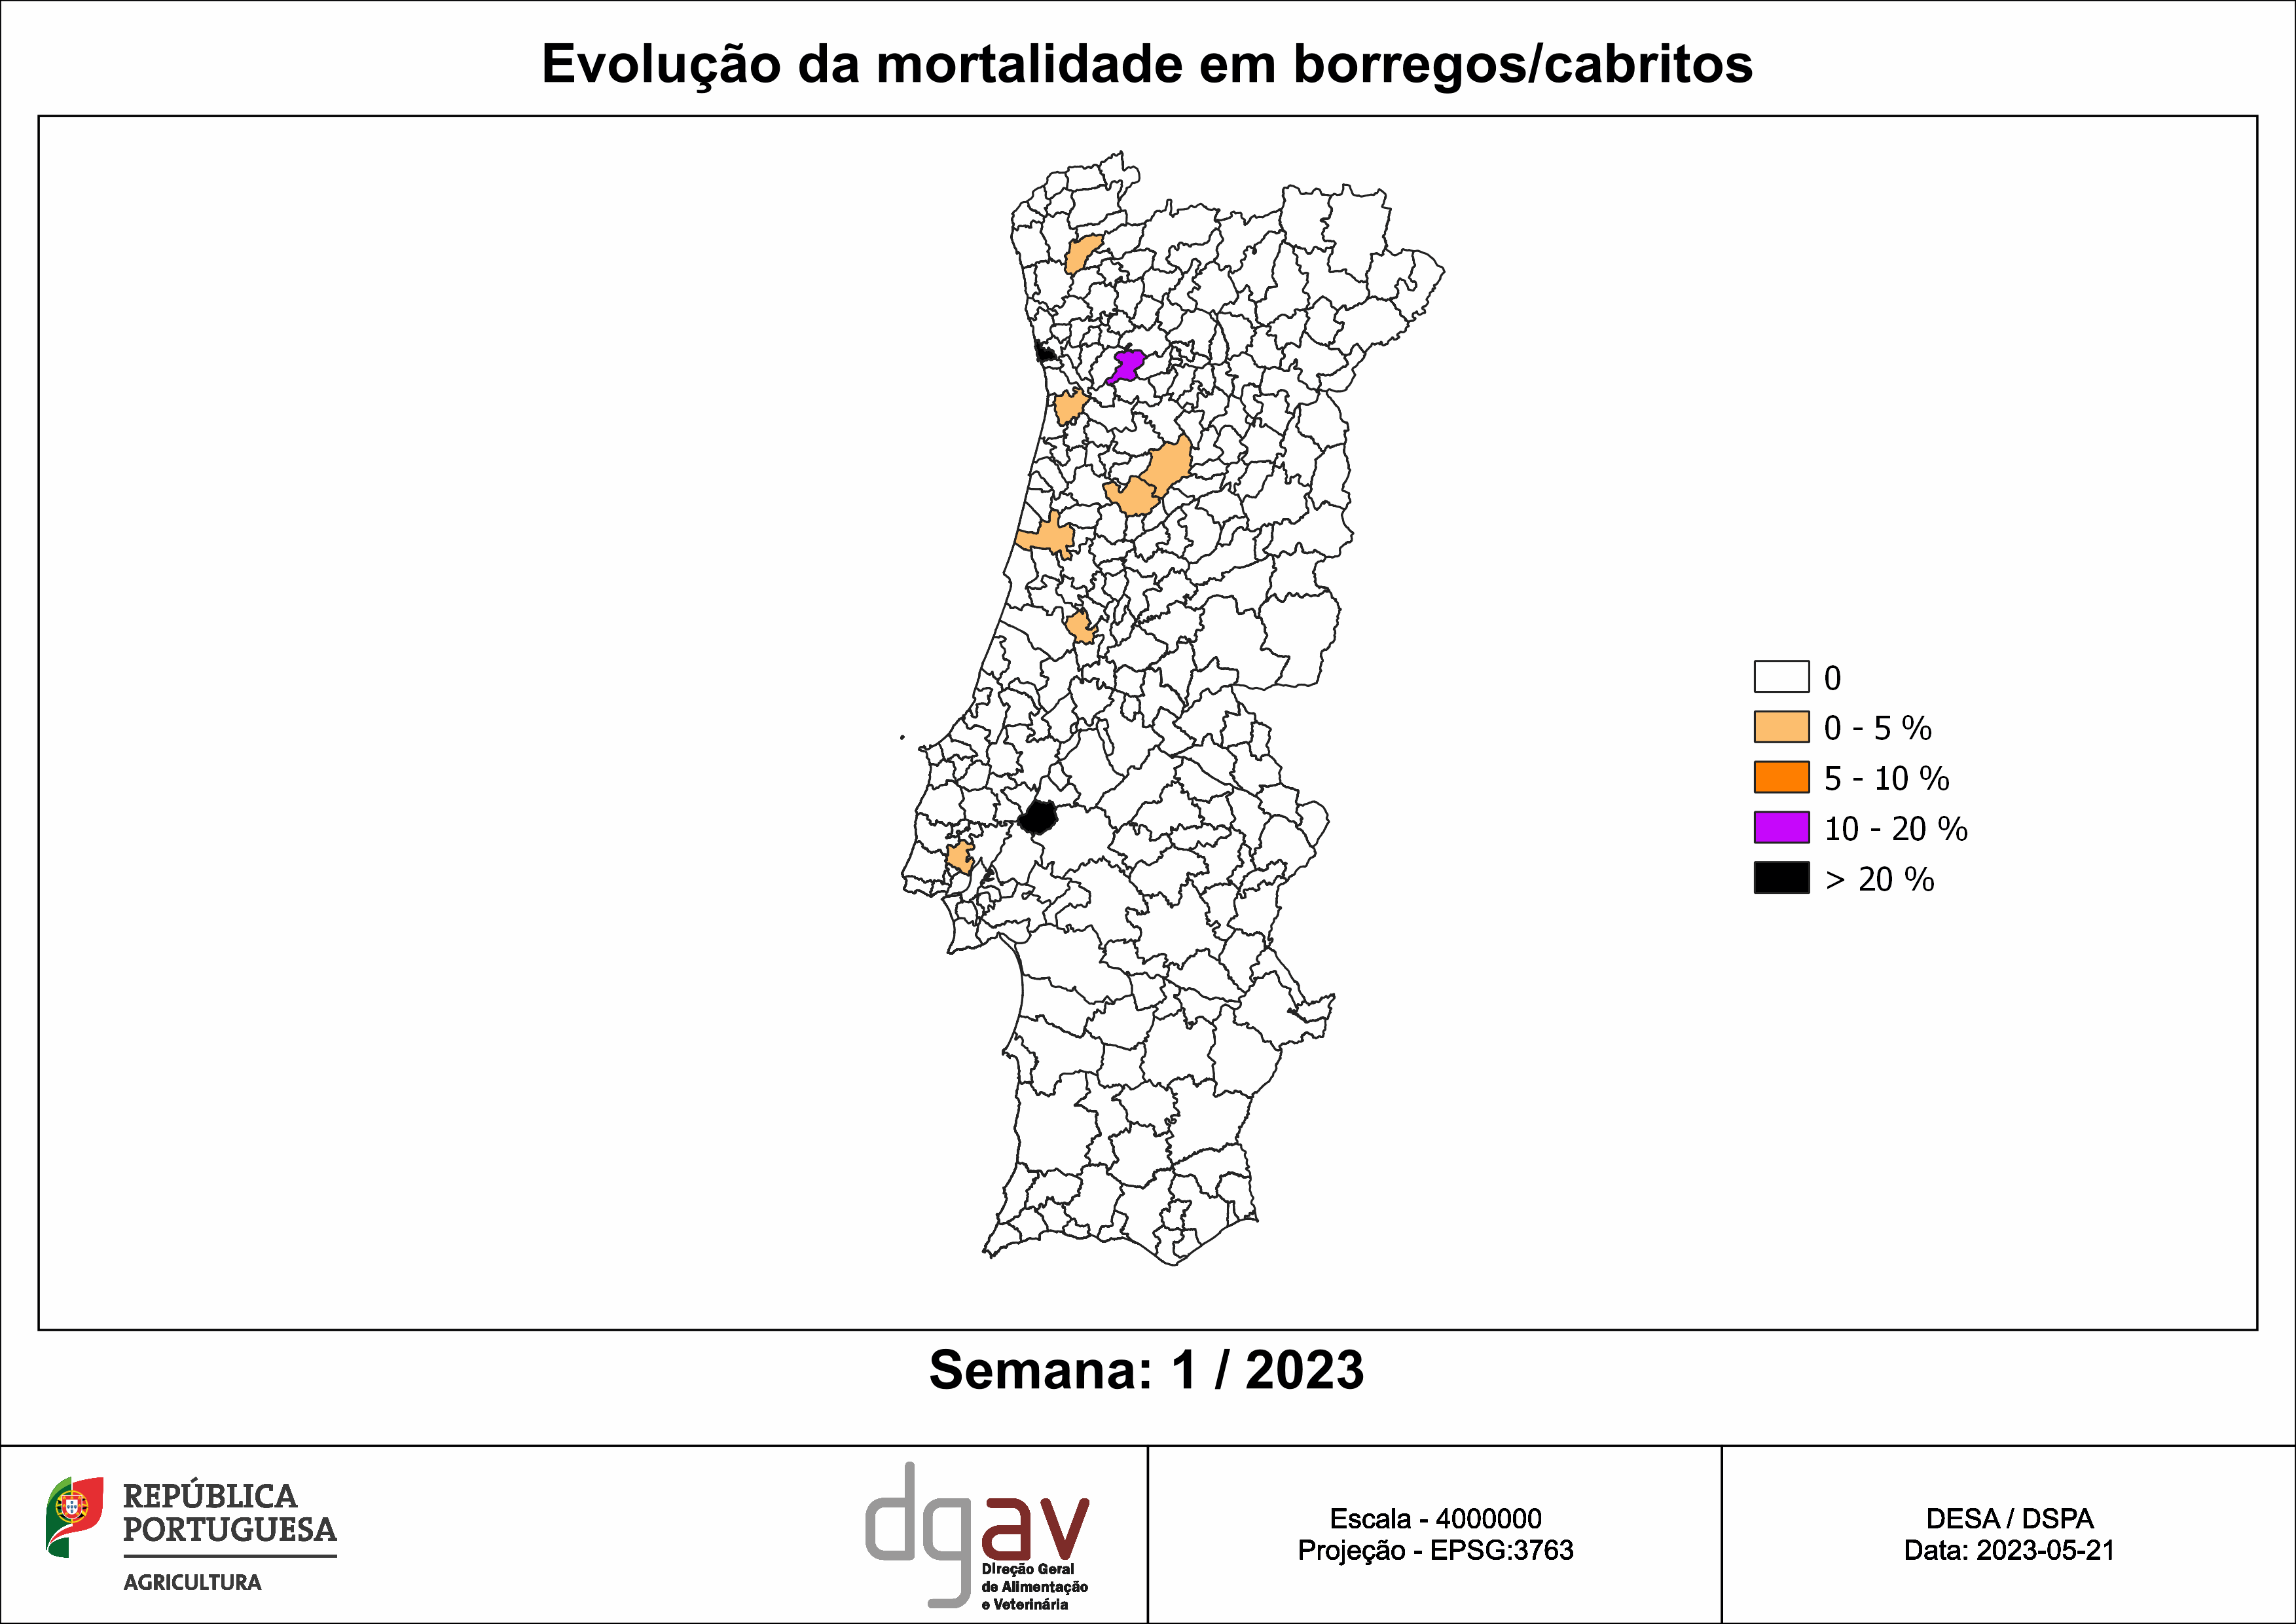 Evolução da mortalidade em borregos/cabritos
0
0 - 5 %
5 - 10 %
10 - 20 %
> 20 %
Semana: 1 / 2023
REPÚBLICA
PORTUGUESA
AGRICULTURA
dgav
Direção Geral
de Alimentação
e Veterinária
Escala - 4000000
Projeção - EPSG:3763
DESA / DSPA
Data: 2023-05-21